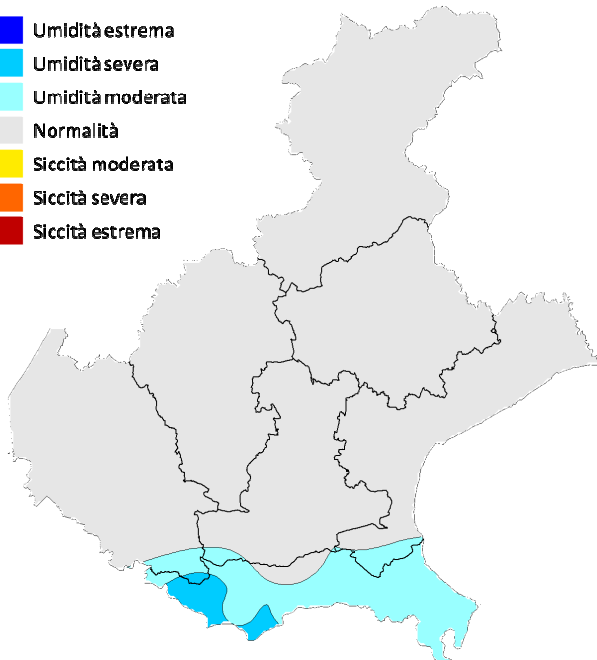 Umidità estrema
Umidità severa
Umidità moderata
Normalità
Siccità moderata
Siccità severa
Siccità estrema